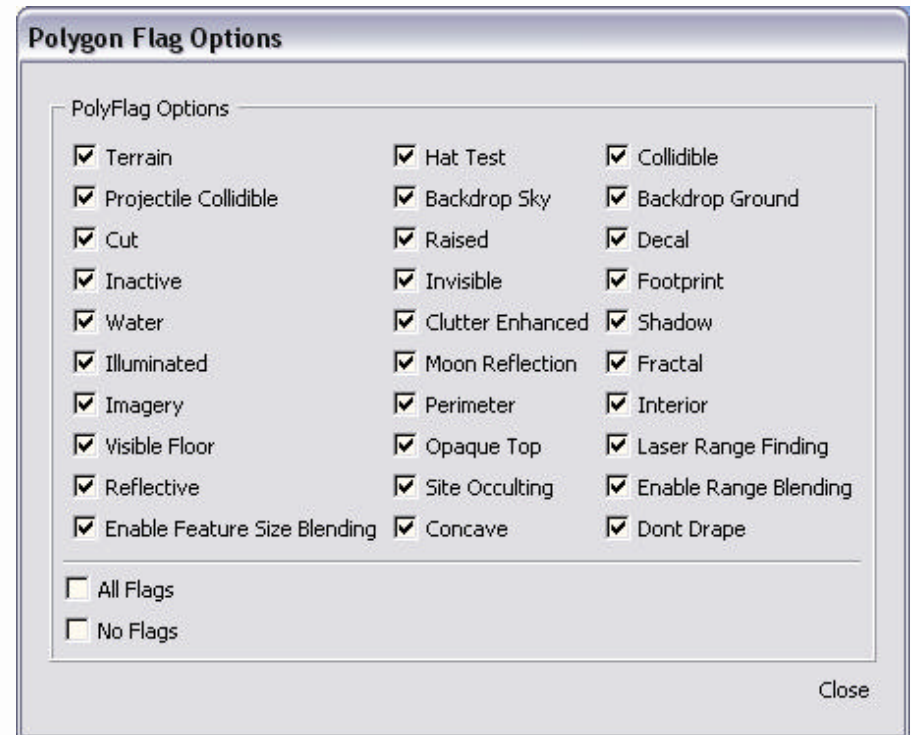 Polygon Flag Options
PolyFlag Options
Terrain Hat Test Collidible
Projectile Collidible Backdrop Sky Backdrop Ground
Cut Raised Decal
Inactive Invisible Footprint
Water Clutter Enhanced Shadow
Illuminated Moon Reflection Fractal
Imagery Perimeter Interior
Visible Floor Opaque Top Laser Range Finding
Reflective Site Occulting Enable Range Blending
Enable Feature Size Blending Concave Dont Drape
All Flags
No Flags
Close